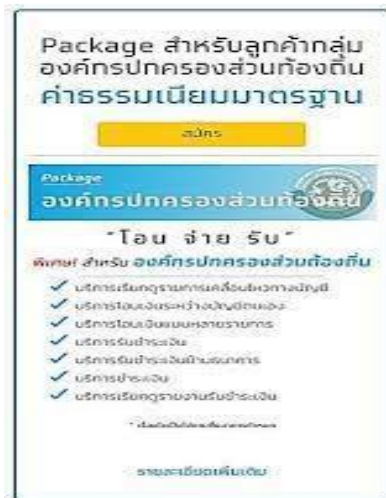 Package สำหรับลูกค้ากลุ่ม
องค์กรปกครองส่วนท้องถิ่น
ค่าธรรมเนียมมาตรฐาน
สมัคร
Package
องค์กรปกครองส่วนท้องถิ่น
"โอน จ่าย รับ"
พิเศษ! สำหรับ องค์กรปกครองส่วนท้องถิ่น
✓ บริการเรียกดูรายการเคลื่อนไหวทางบัญชี
✓ บริการโอนเงินระหว่างบัญชีตนเอง
✓ บริการโอนเงินแบบหลายรายการ
✓ บริการรับชำระเงิน
✓ บริการรับชำระเงินข้ามธนาคาร
✓ บริการชำระเงิน
✓ บริการเรียกดูรายงานรับชำระเงิน
รายละเอียดเพิ่มเติม